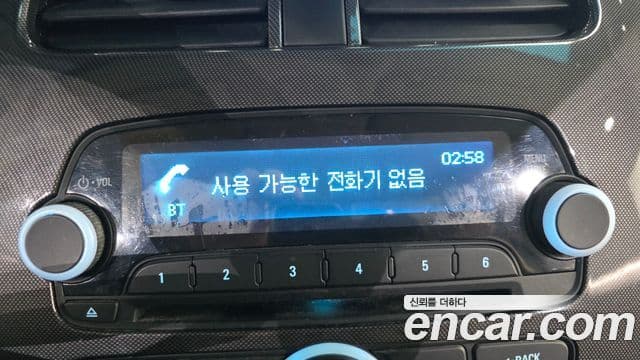 02:58
사용 가능한 전화기 없음
BT
VOL
MENU
1 2 3 4 5 6
신뢰를 더하다
encar.com
BACK